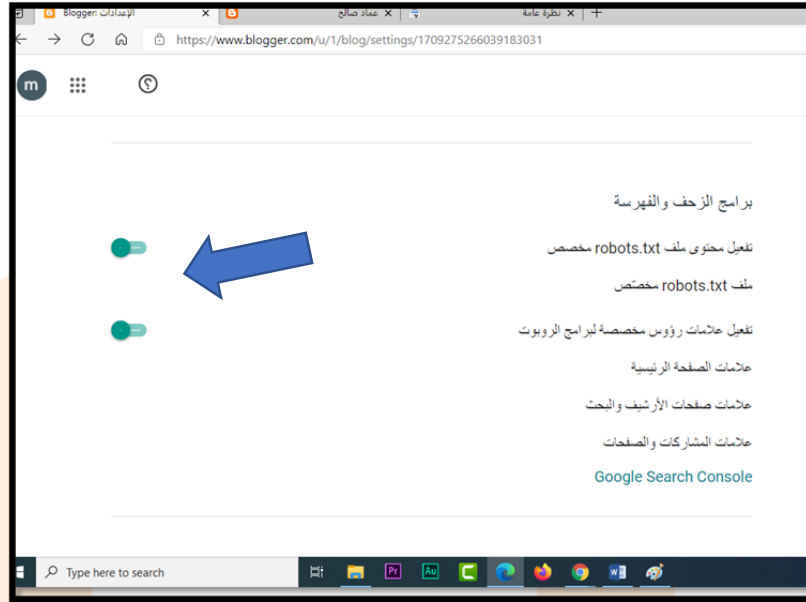 Blogger: الإعدادات
عماد صالح
نظرة عامة
https://www.blogger.com/u/1/blog/settings/1709275266039183031
m
برامج الزحف والفهرسة
تفعيل محتوى ملف robots.txt مخصص
ملف robots.txt مخصّص
تفعيل علامات رؤوس مخصصة لبرامج الروبوت
علامات الصفحة الرئيسية
علامات صفحات الأرشيف والبحث
علامات المشاركات والصفحات
Google Search Console
Type here to search
Pr
Au